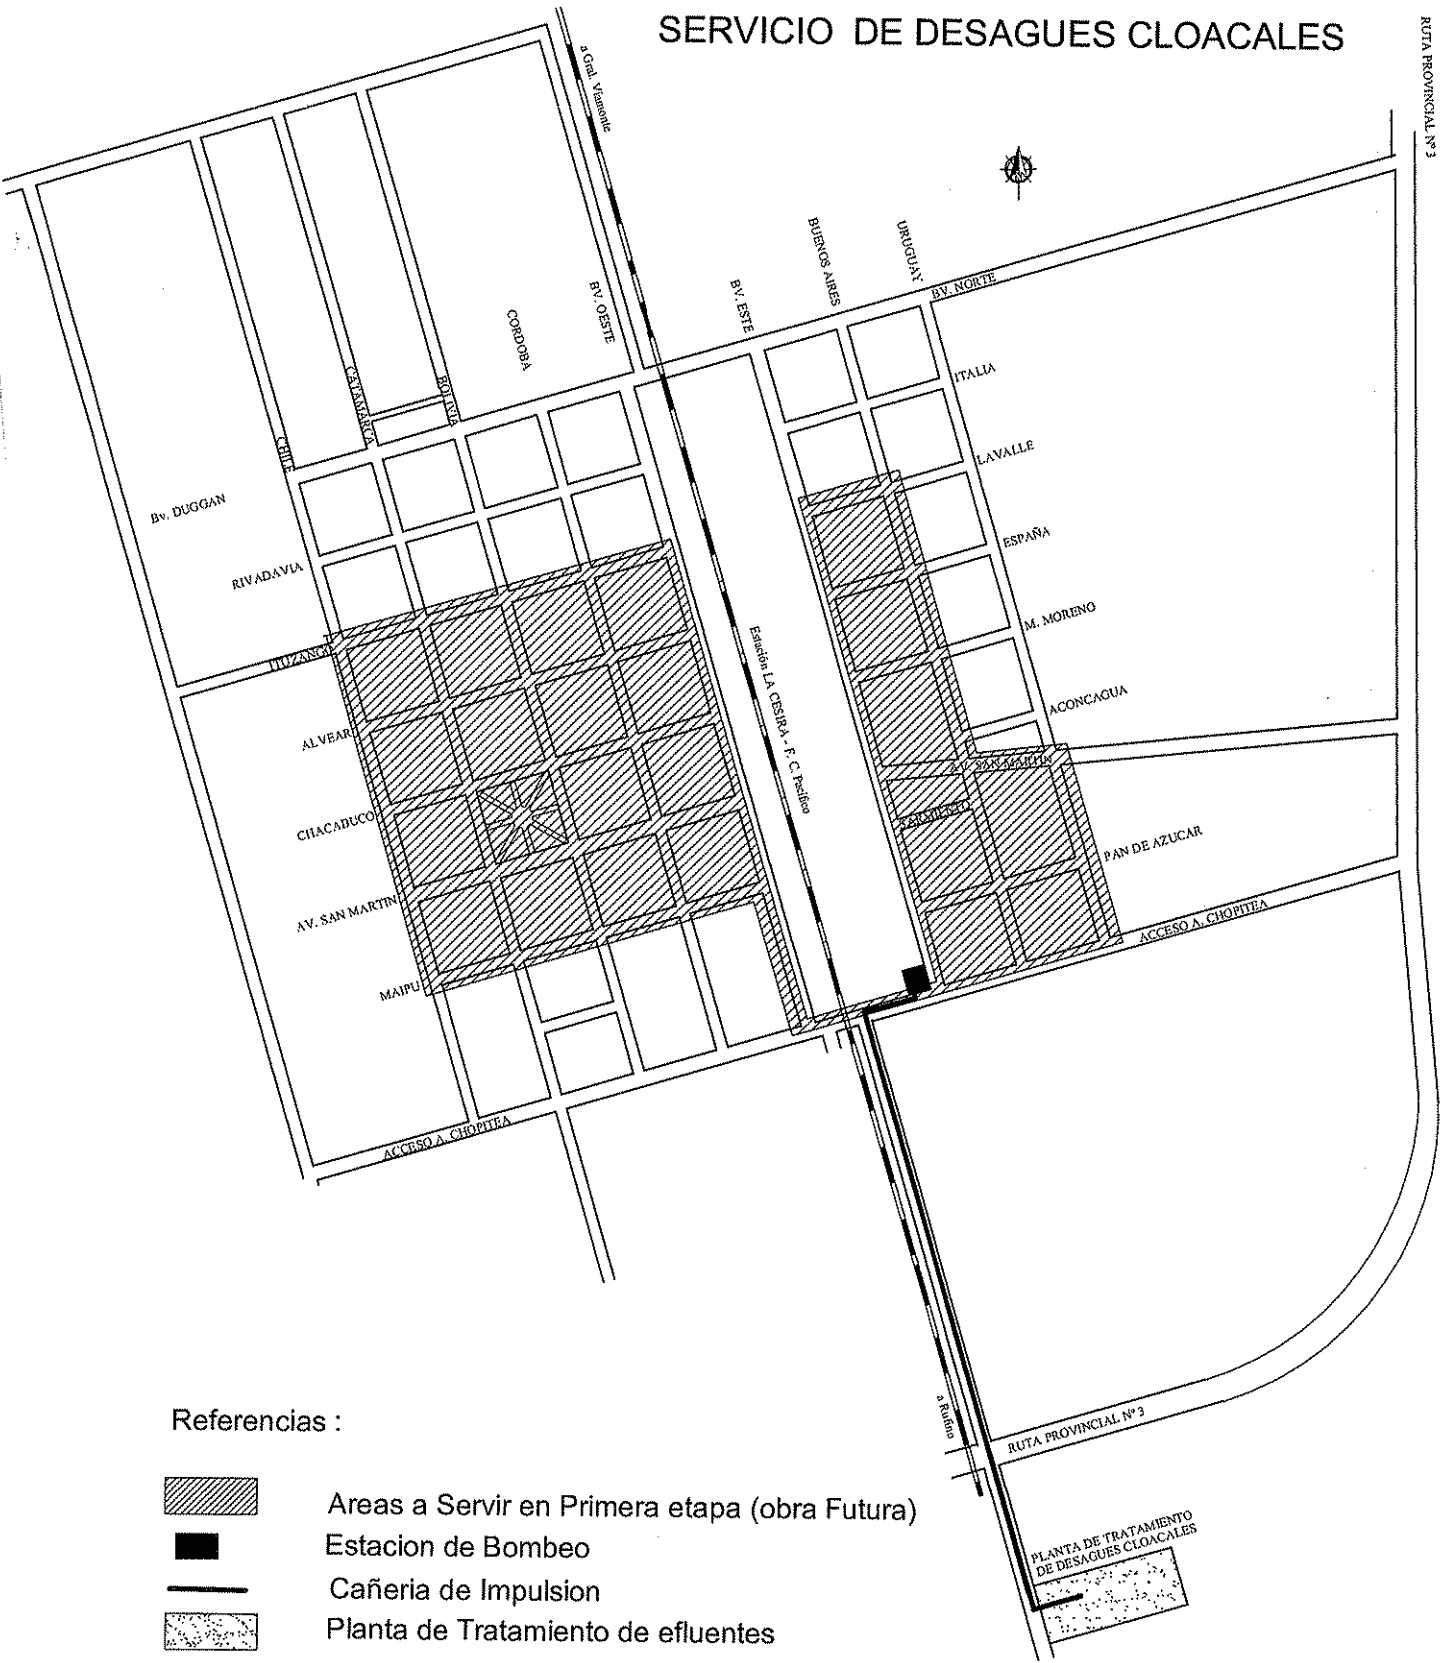 SERVICIO DE DESAGUES CLOACALES
RUTA PROVINCIAL Nº 3
a Gral. Viamonte
BUENOS AIRES
URUGUAY
BV. NORTE
BV. ESTE
BV. OESTE
CORDOBA
BOLIVIA
CATAMARCA
CHILE
ITALIA
LAVALLE
ESPAÑA
M. MORENO
ACONCAGUA
AV. SAN MARTIN
SARMIENTO
PAN DE AZUCAR
ACCESO A. CHOPITEA
Bv. DUGGAN
RIVADAVIA
ITUZANGO
ALVEAR
CHACABUCO
AV. SAN MARTIN
MAIPU
ACCESO A. CHOPITEA
Estación LA CESIRA - F. C. Pacífico
a Rufino
RUTA PROVINCIAL Nº 3
PLANTA DE TRATAMIENTO
DE DESAGUES CLOACALES
Referencias :
Areas a Servir en Primera etapa (obra Futura)
Estacion de Bombeo
Cañeria de Impulsion
Planta de Tratamiento de efluentes